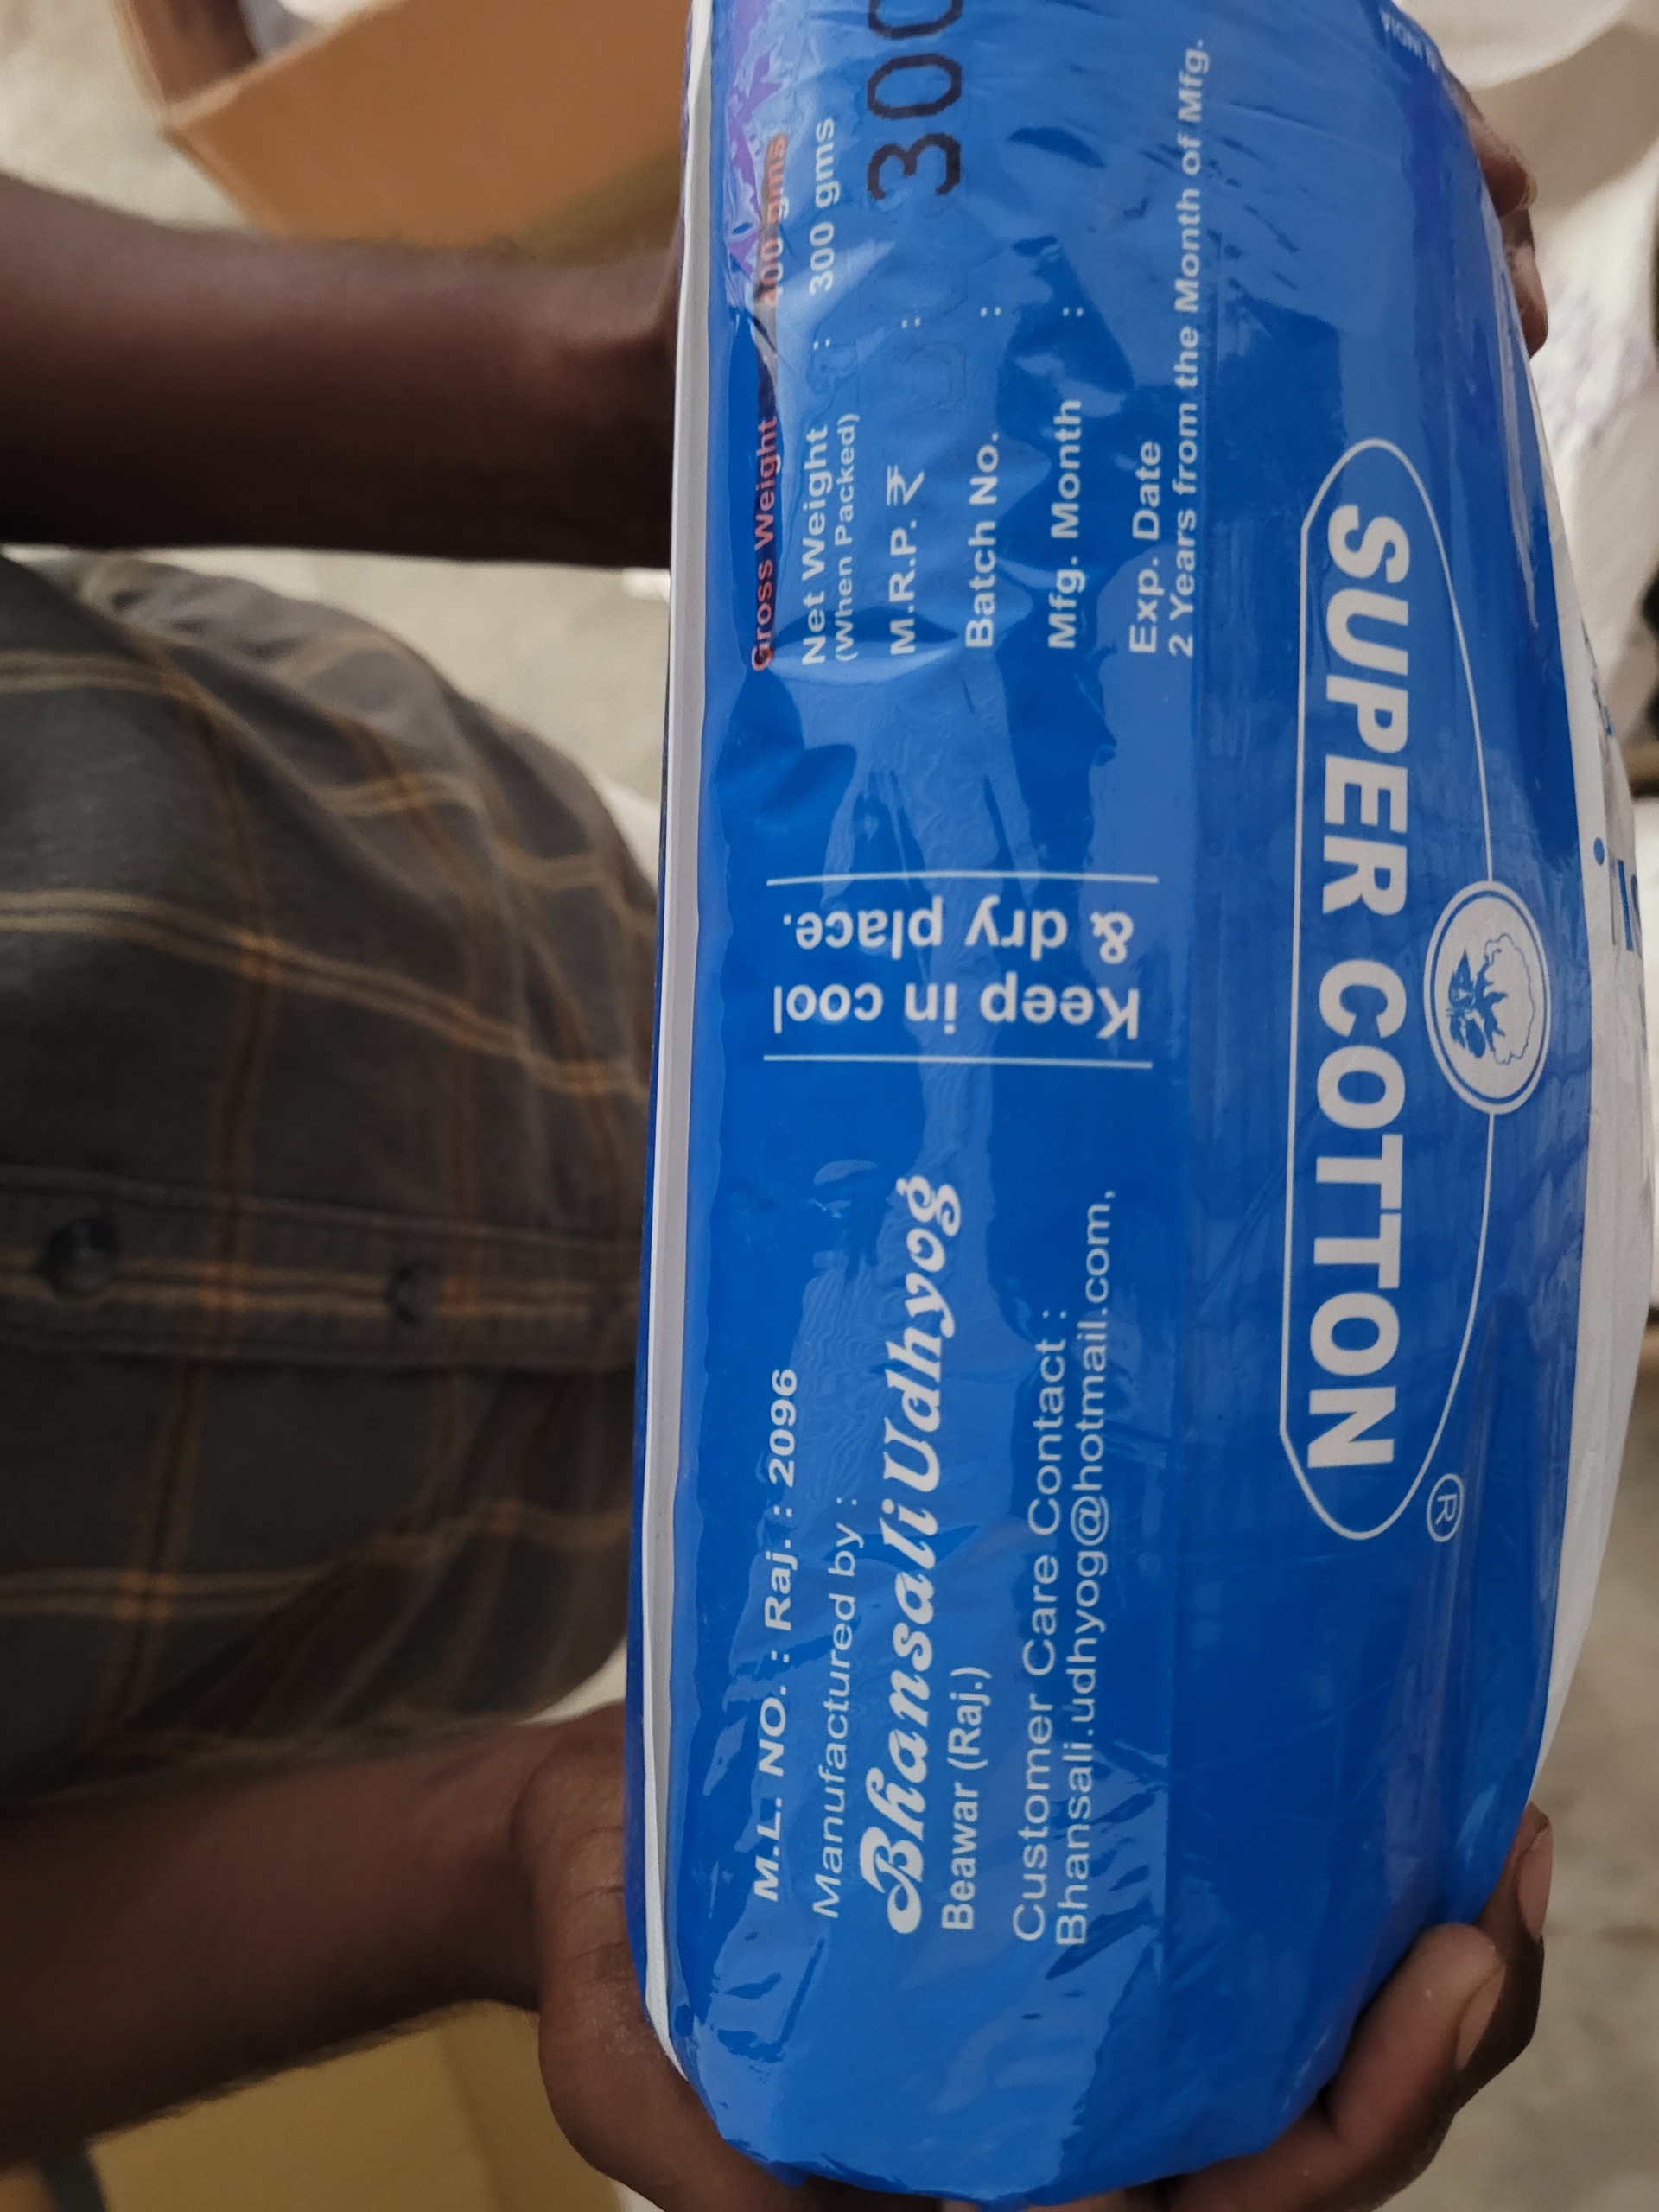 M.L. NO. : Raj. : 2096
Manufactured by :
Bhansali Udhyog
Beawar (Raj.)
Customer Care Contact :
Bhansali.udhyog@hotmail.com,
Keep in cool
& dry place.
Gross Weight 400 gms
Net Weight : 300 gms
(When Packed)
M.R.P. ₹ : 300
Batch No. :
Mfg. Month :
Exp. Date
2 Years from the Month of Mfg.
SUPER COTTON
®
INDIA